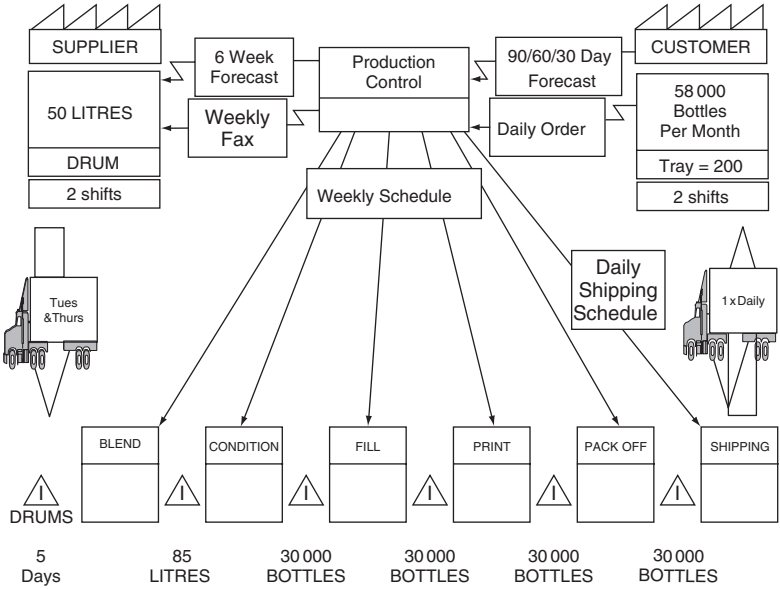 SUPPLIER
50 LITRES
DRUM
2 shifts
6 Week
Forecast
Weekly
Fax
Production
Control
90/60/30 Day
Forecast
Daily Order
CUSTOMER
58 000
Bottles
Per Month
Tray = 200
2 shifts
Weekly Schedule
Daily
Shipping
Schedule
Tues
&Thurs
1 x Daily
BLEND
CONDITION
FILL
PRINT
PACK OFF
SHIPPING
I
I
I
I
I
I
DRUMS
5
Days
85
LITRES
30 000
BOTTLES
30 000
BOTTLES
30 000
BOTTLES
30 000
BOTTLES